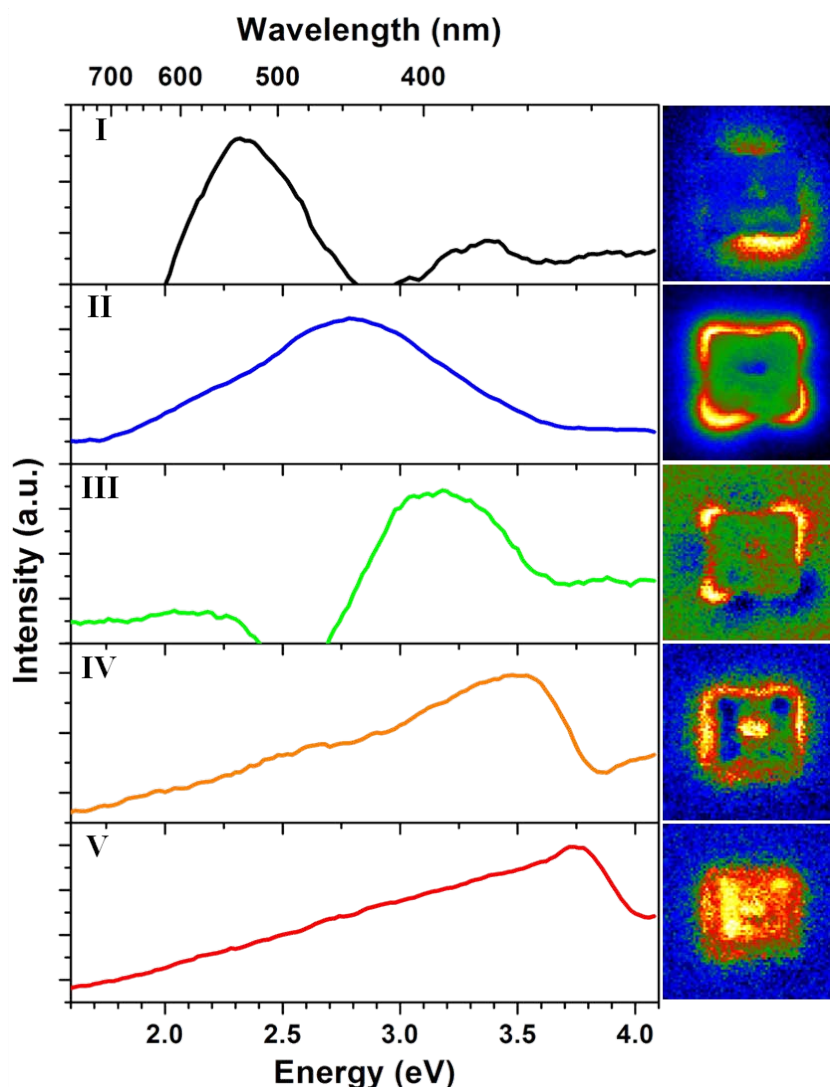 Wavelength (nm)
700 600 500 400
I
II
III
IV
V
Intensity (a.u.)
2.0 2.5 3.0 3.5 4.0
Energy (eV)